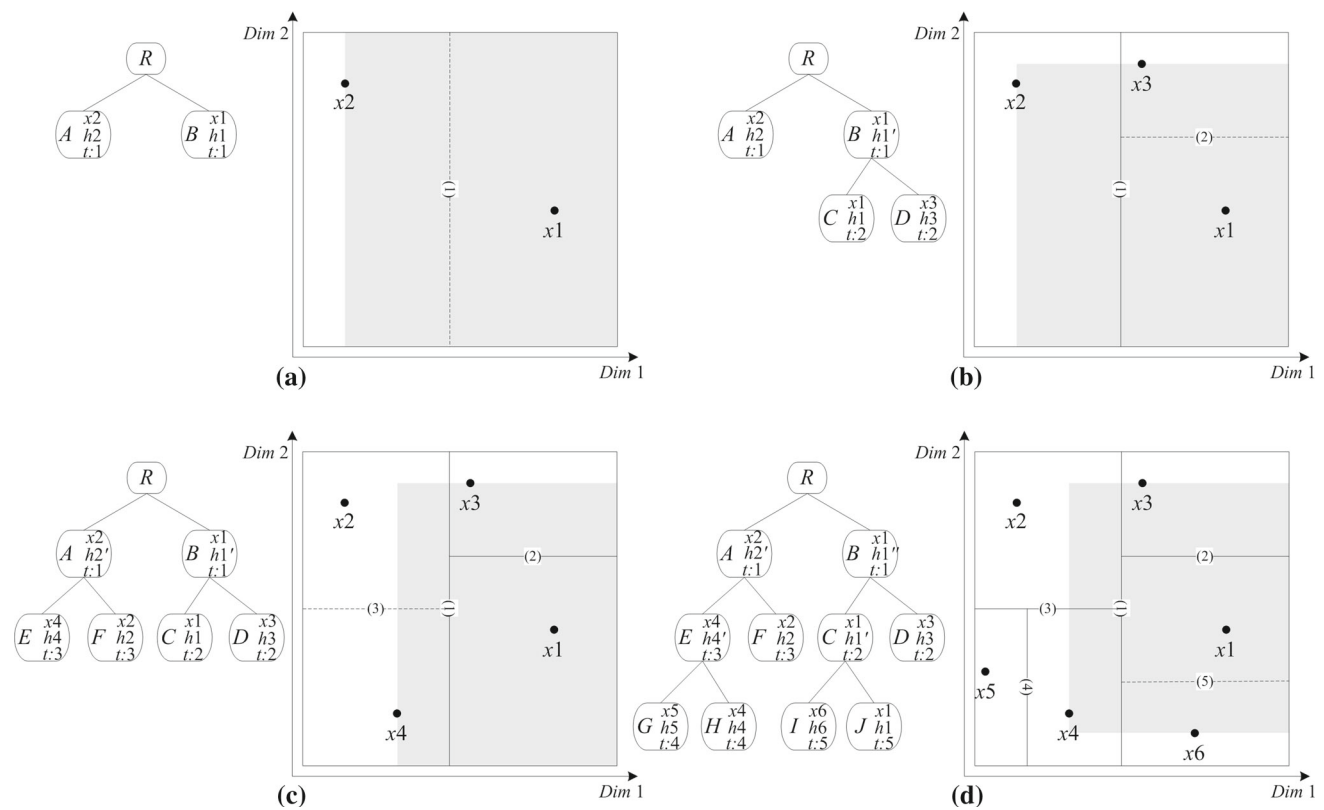 R
A x2 h2 t:1
B x1 h1 t:1
Dim 2
x2
(1)
x1
Dim 1
(a)
R
A x2 h2 t:1
B x1 h1′ t:1
C x1 h1 t:2
D x3 h3 t:2
Dim 2
x3
x2
(2)
(1)
x1
Dim 1
(b)
R
A x2 h2′ t:1
B x1 h1′ t:1
E x4 h4 t:3
F x2 h2 t:3
C x1 h1 t:2
D x3 h3 t:2
Dim 2
x3
x2
(2)
(3)
(1)
x1
x4
Dim 1
(c)
R
A x2 h2′ t:1
B x1 h1″ t:1
E x4 h4′ t:3
F x2 h2 t:3
C x1 h1′ t:2
D x3 h3 t:2
G x5 h5 t:4
H x4 h4 t:4
I x6 h6 t:5
J x1 h1 t:5
Dim 2
x3
x2
(2)
(3)
(1)
x1
x5
(4)
(5)
x4
x6
Dim 1
(d)